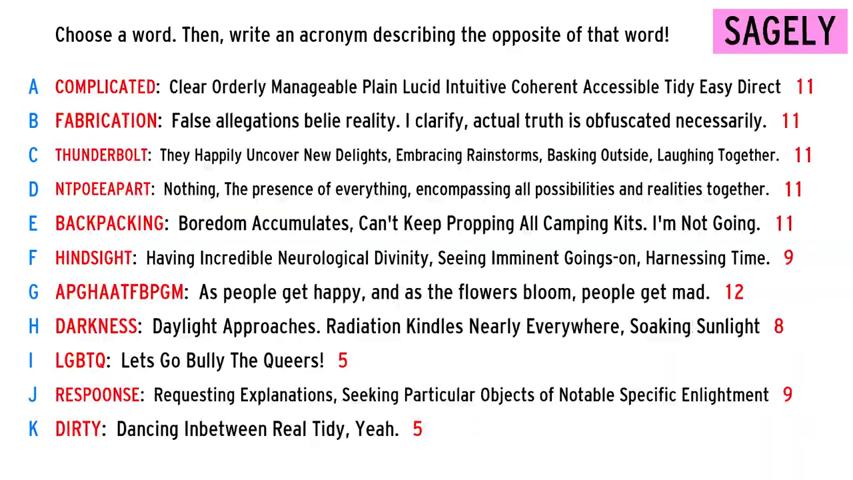 Choose a word. Then, write an acronym describing the opposite of that word!
SAGELY
A COMPLICATED: Clear Orderly Manageable Plain Lucid Intuitive Coherent Accessible Tidy Easy Direct 11
B FABRICATION: False allegations belie reality. I clarify, actual truth is obfuscated necessarily. 11
C THUNDERBOLT: They Happily Uncover New Delights, Embracing Rainstorms, Basking Outside, Laughing Together. 11
D NTPOEEAPART: Nothing, The presence of everything, encompassing all possibilities and realities together. 11
E BACKPACKING: Boredom Accumulates, Can't Keep Propping All Camping Kits. I'm Not Going. 11
F HINDSIGHT: Having Incredible Neurological Divinity, Seeing Imminent Goings-on, Harnessing Time. 9
G APGHAATFBPGM: As people get happy, and as the flowers bloom, people get mad. 12
H DARKNESS: Daylight Approaches. Radiation Kindles Nearly Everywhere, Soaking Sunlight 8
I LGBTQ: Lets Go Bully The Queers! 5
J RESPOONSE: Requesting Explanations, Seeking Particular Objects of Notable Specific Enlightment 9
K DIRTY: Dancing Inbetween Real Tidy, Yeah. 5